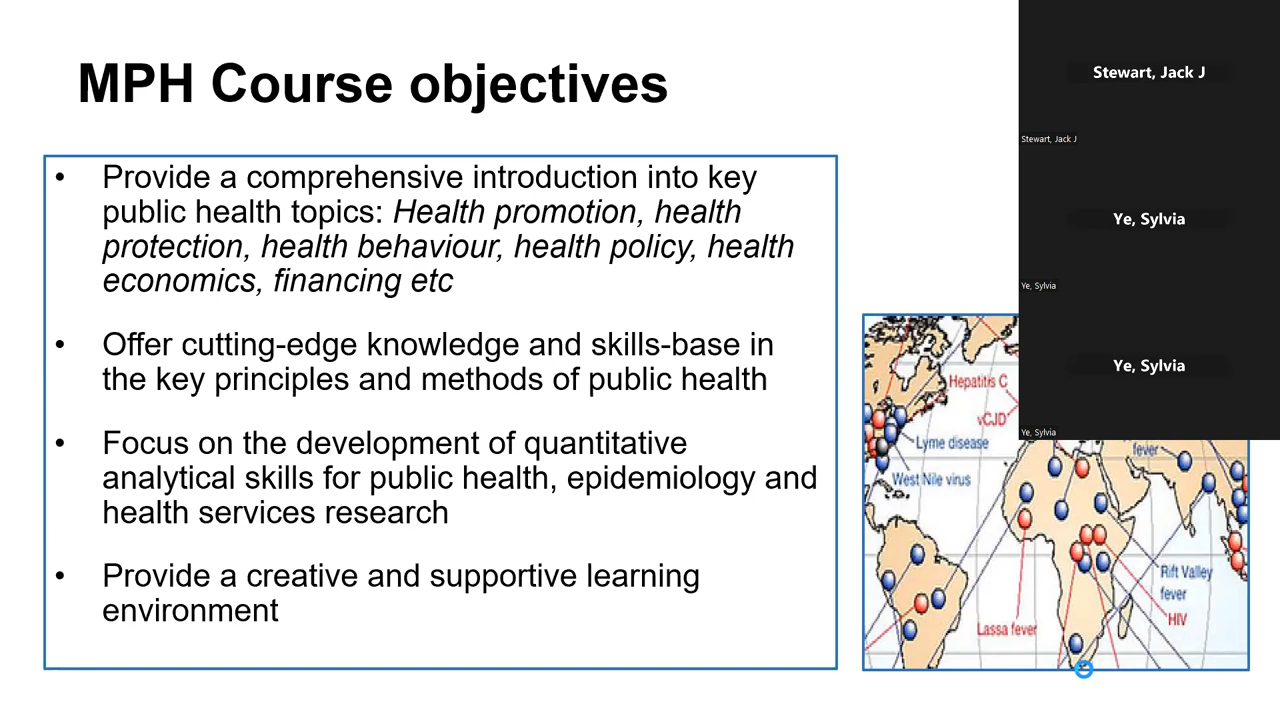 MPH Course objectives
• Provide a comprehensive introduction into key
public health topics: Health promotion, health
protection, health behaviour, health policy, health
economics, financing etc
• Offer cutting-edge knowledge and skills-base in
the key principles and methods of public health
• Focus on the development of quantitative
analytical skills for public health, epidemiology and
health services research
• Provide a creative and supportive learning
environment
Stewart, Jack J
Stewart, Jack J
Ye, Sylvia
Ye, Sylvia
Ye, Sylvia
Ye, Sylvia
Hepatitis C
vCJD
Lyme disease
West Nile virus
fever
Rift Valley
fever
HIV
Lassa fever